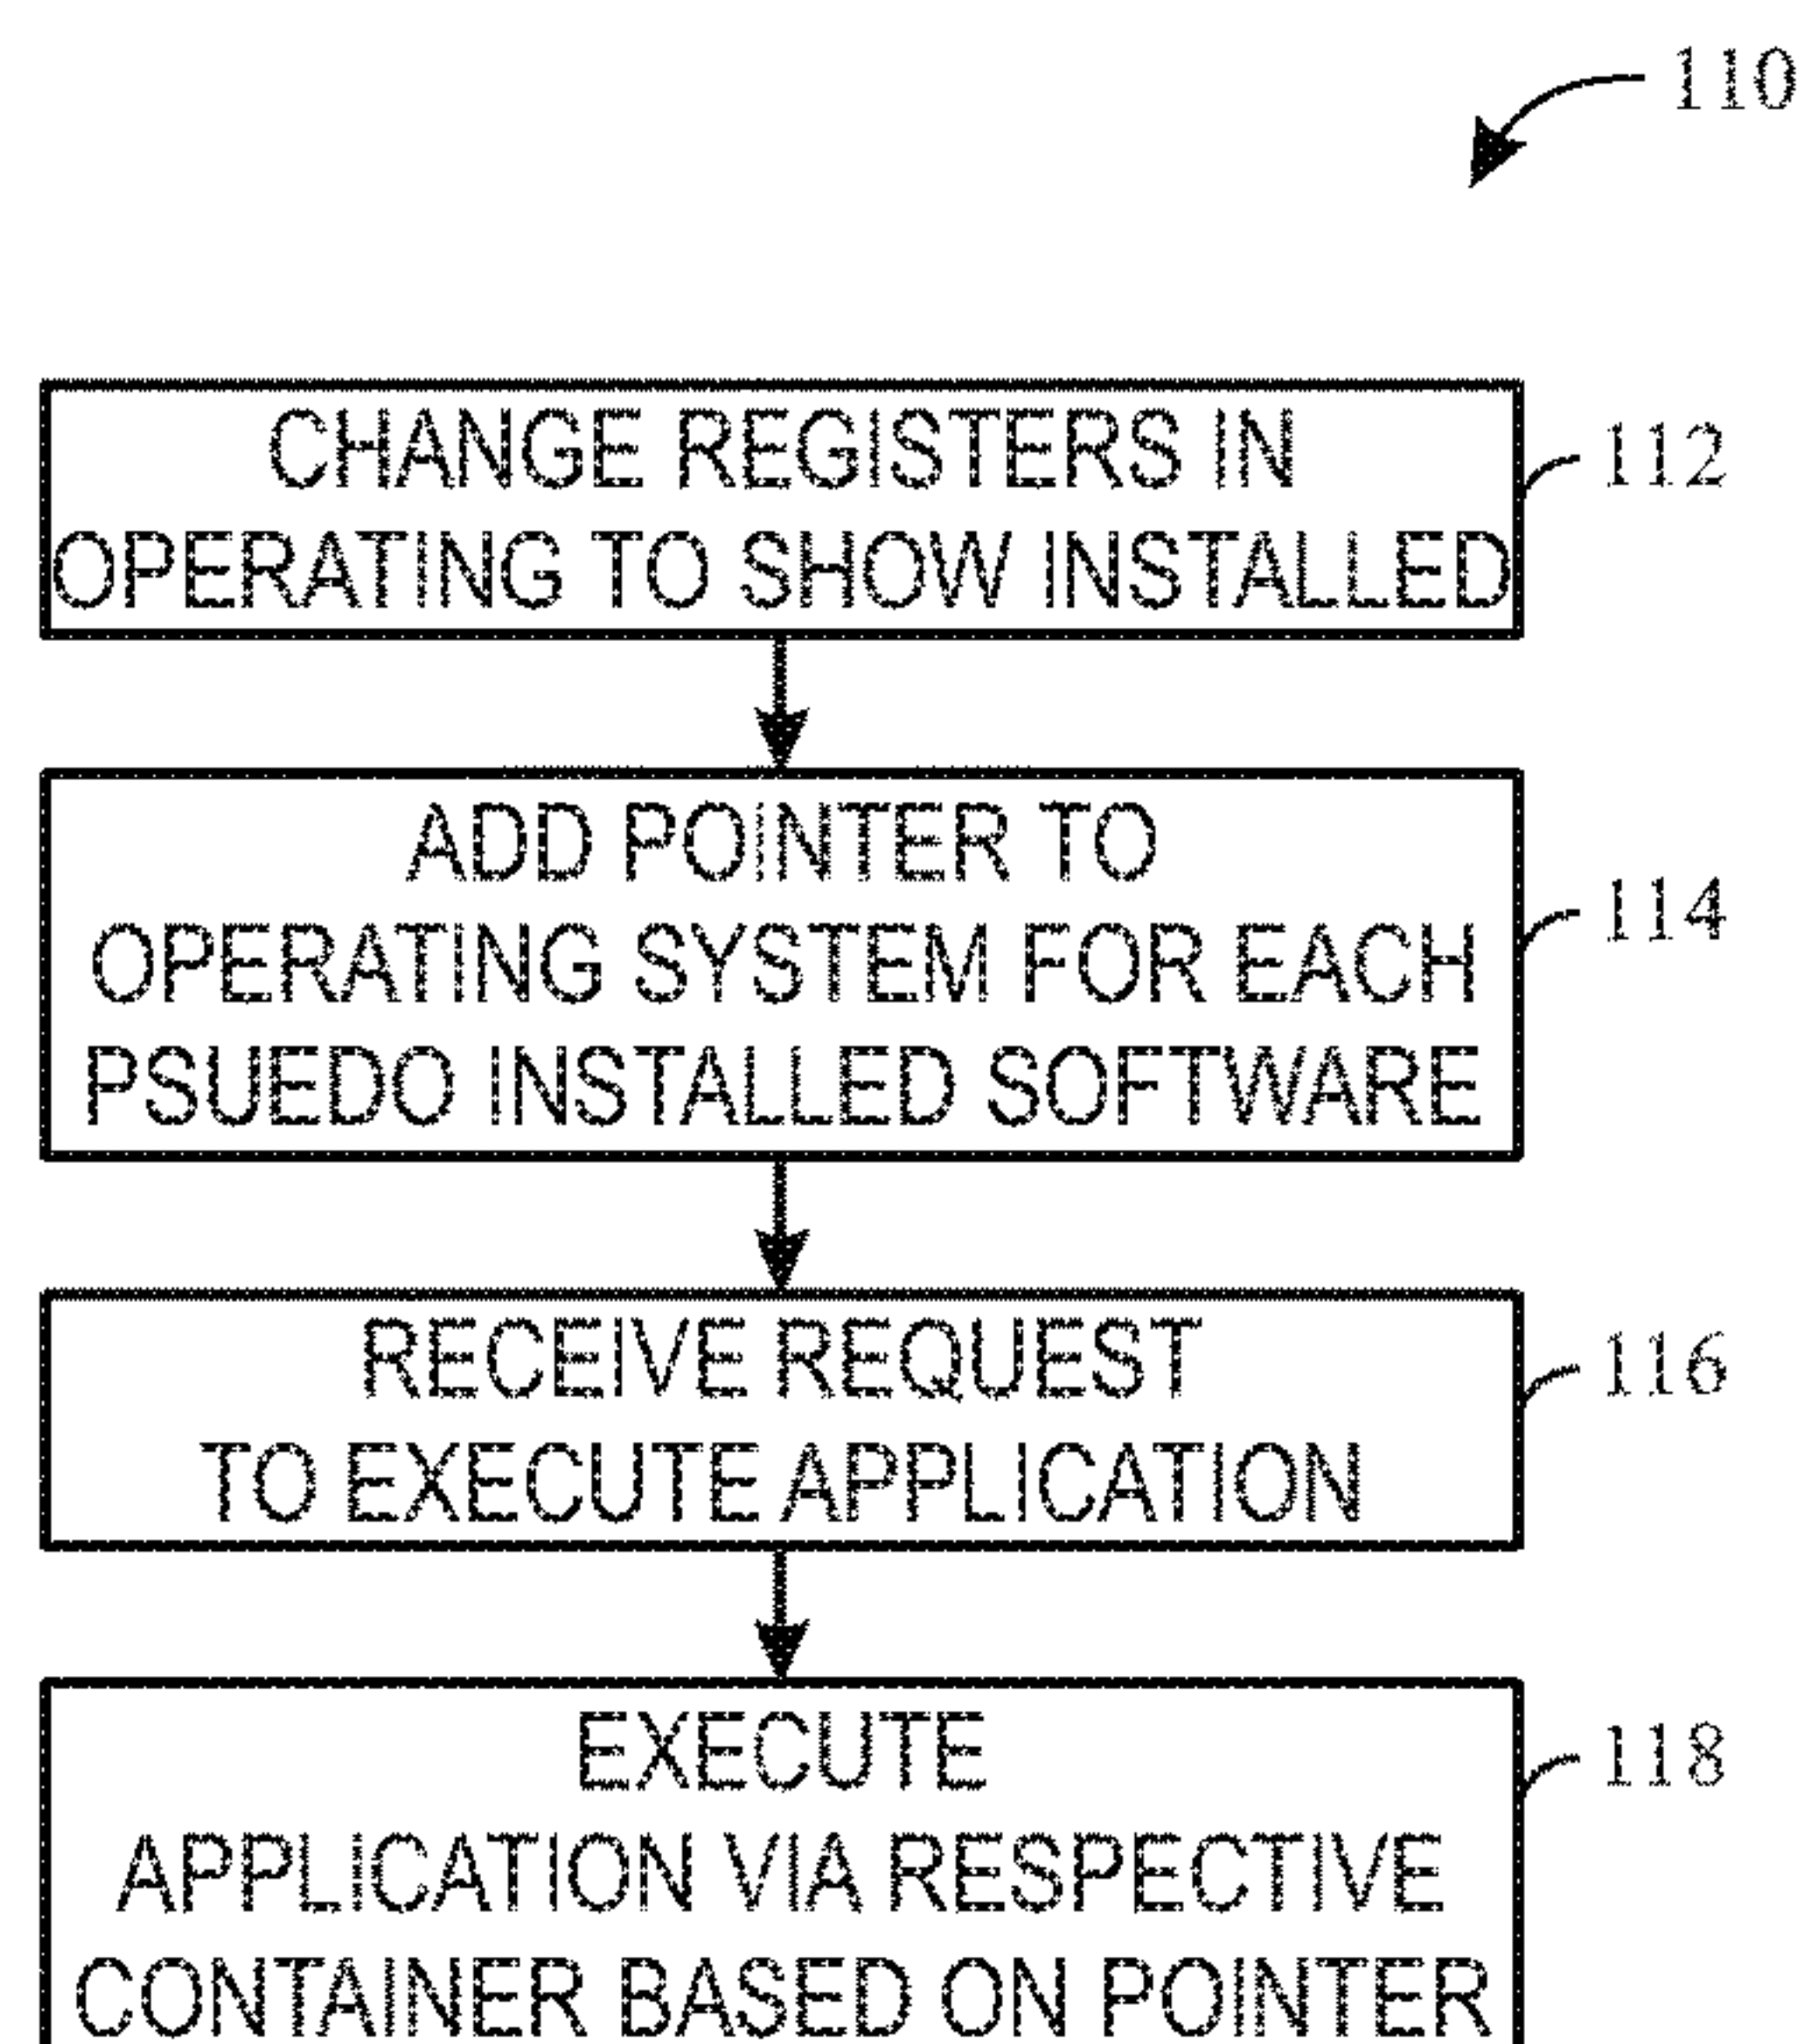 110
CHANGE REGISTERS IN
OPERATING TO SHOW INSTALLED
112
ADD POINTER TO
OPERATING SYSTEM FOR EACH
PSUEDO INSTALLED SOFTWARE
114
RECEIVE REQUEST
TO EXECUTE APPLICATION
116
EXECUTE
APPLICATION VIA RESPECTIVE
CONTAINER BASED ON POINTER
118